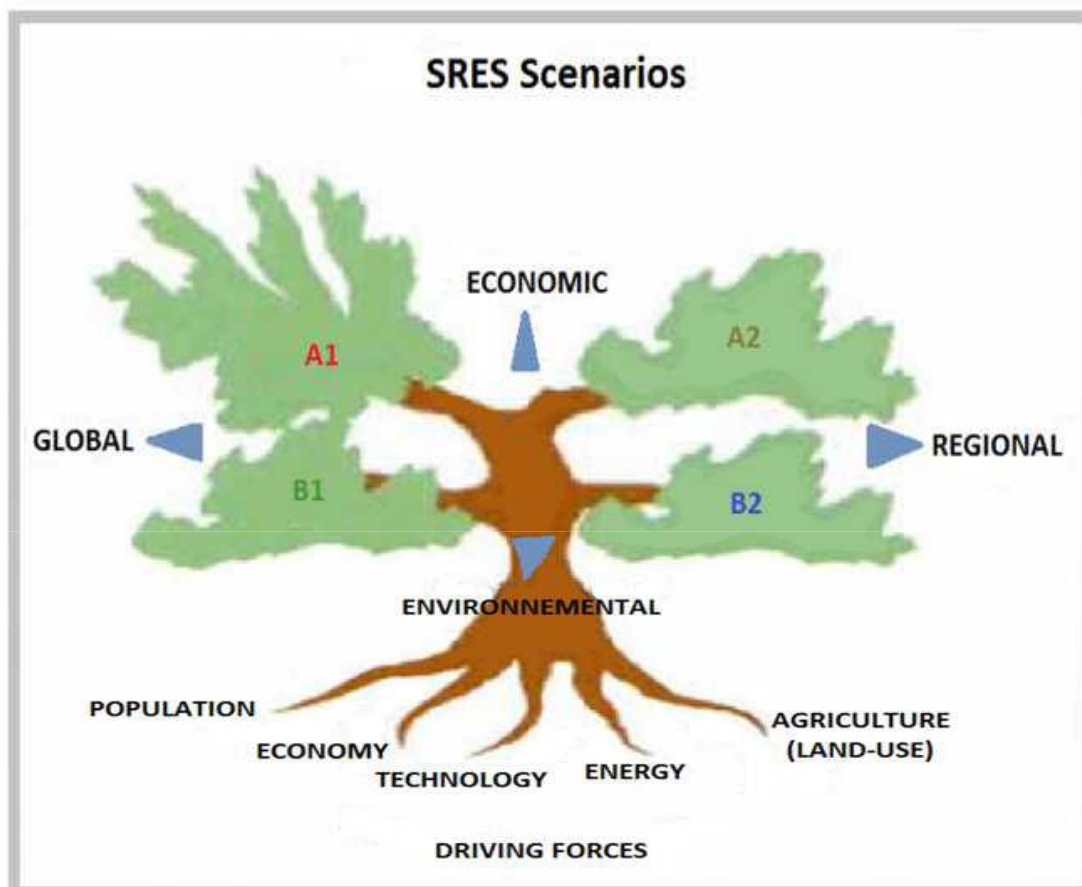 SRES Scenarios
ECONOMIC
A1
A2
GLOBAL
REGIONAL
B1
B2
ENVIRONNEMENTAL
POPULATION
ECONOMY
TECHNOLOGY
ENERGY
AGRICULTURE
(LAND-USE)
DRIVING FORCES